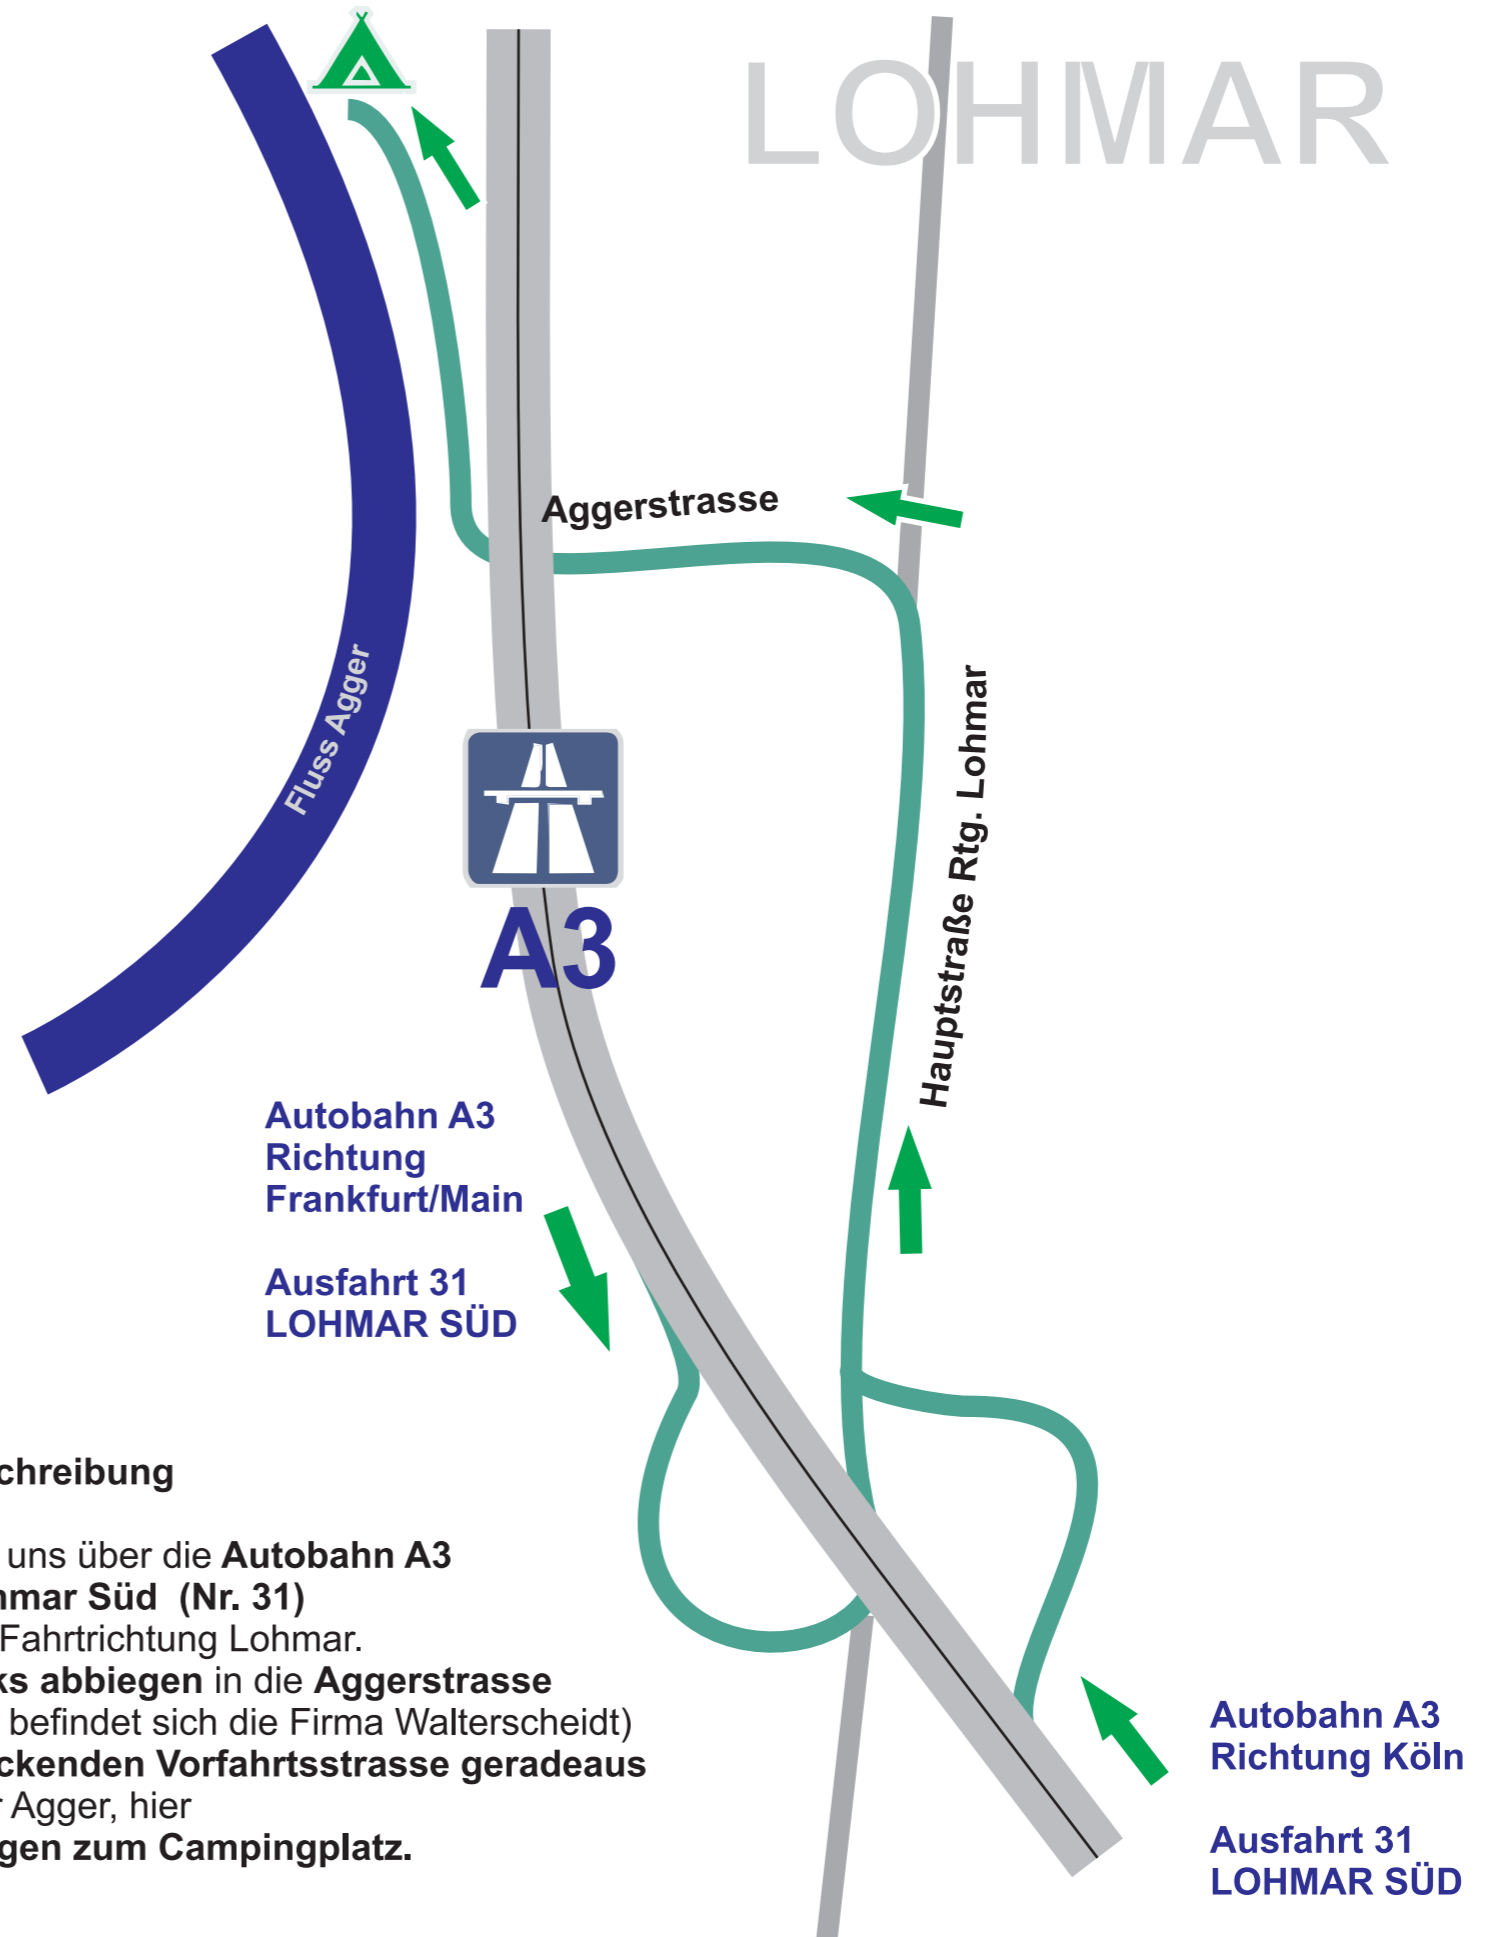 LOHMAR
Aggerstrasse
Fluss Agger
Hauptstraße Rtg. Lohmar
A3
Autobahn A3
Richtung
Frankfurt/Main
Ausfahrt 31
LOHMAR SÜD
chreibung
uns über die Autobahn A3
mar Süd (Nr. 31)
Fahrtrichtung Lohmar.
ks abbiegen in die Aggerstrasse
befindet sich die Firma Walterscheidt)
ckenden Vorfahrtsstrasse geradeaus
r Agger, hier
gen zum Campingplatz.
Autobahn A3
Richtung Köln
Ausfahrt 31
LOHMAR SÜD